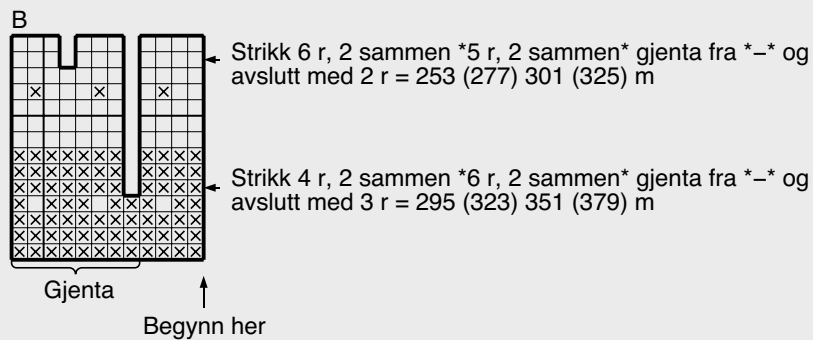 B
Strikk 6 r, 2 sammen *5 r, 2 sammen* gjenta fra *–* og
avslutt med 2 r = 253 (277) 301 (325) m
Strikk 4 r, 2 sammen *6 r, 2 sammen* gjenta fra *–* og
avslutt med 3 r = 295 (323) 351 (379) m
Gjenta
Begynn her